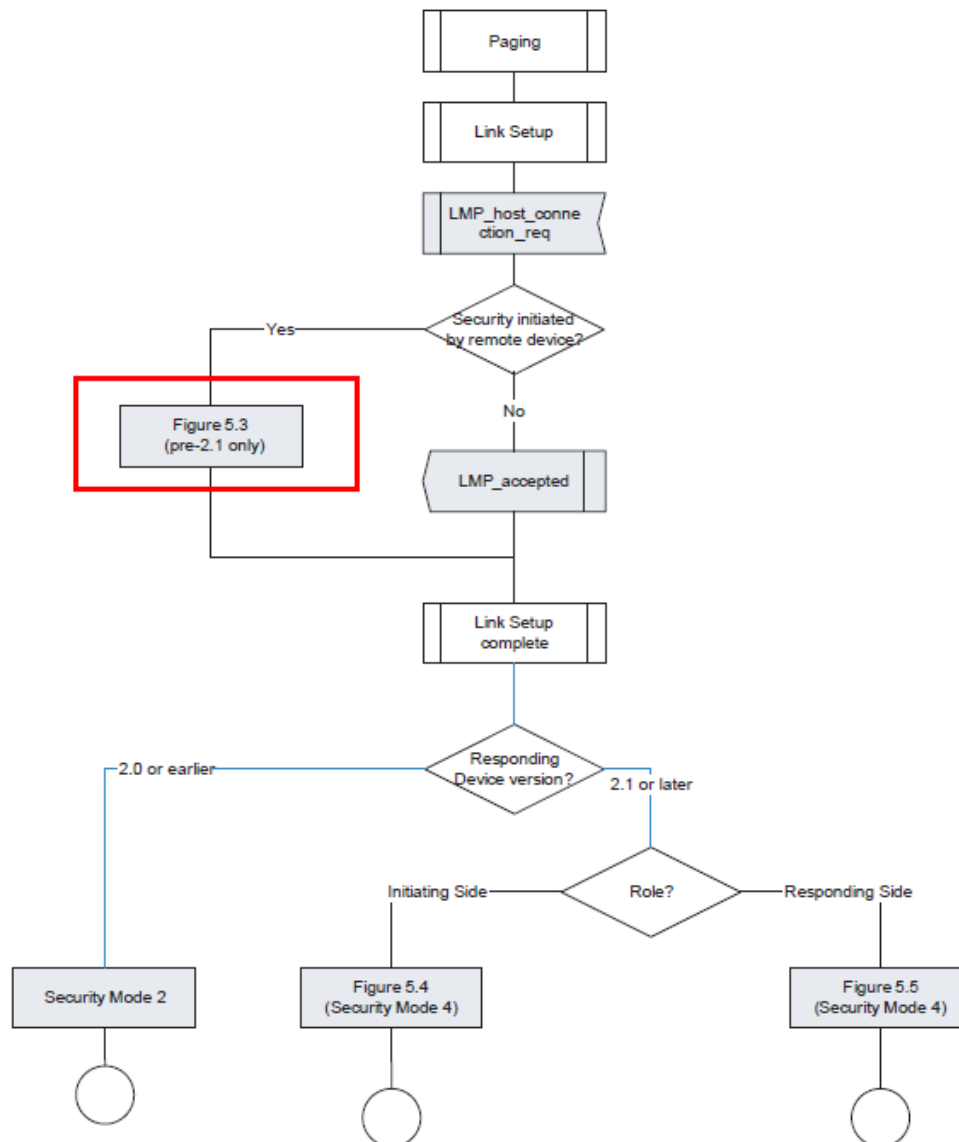 Paging
Link Setup
LMP_host_conne
ction_req
Security initiated
by remote device?
Yes
Figure 5.3
(pre-2.1 only)
No
LMP_accepted
Link Setup
complete
Responding
Device version?
2.0 or earlier
2.1 or later
Role?
Initiating Side
Responding Side
Security Mode 2
Figure 5.4
(Security Mode 4)
Figure 5.5
(Security Mode 4)